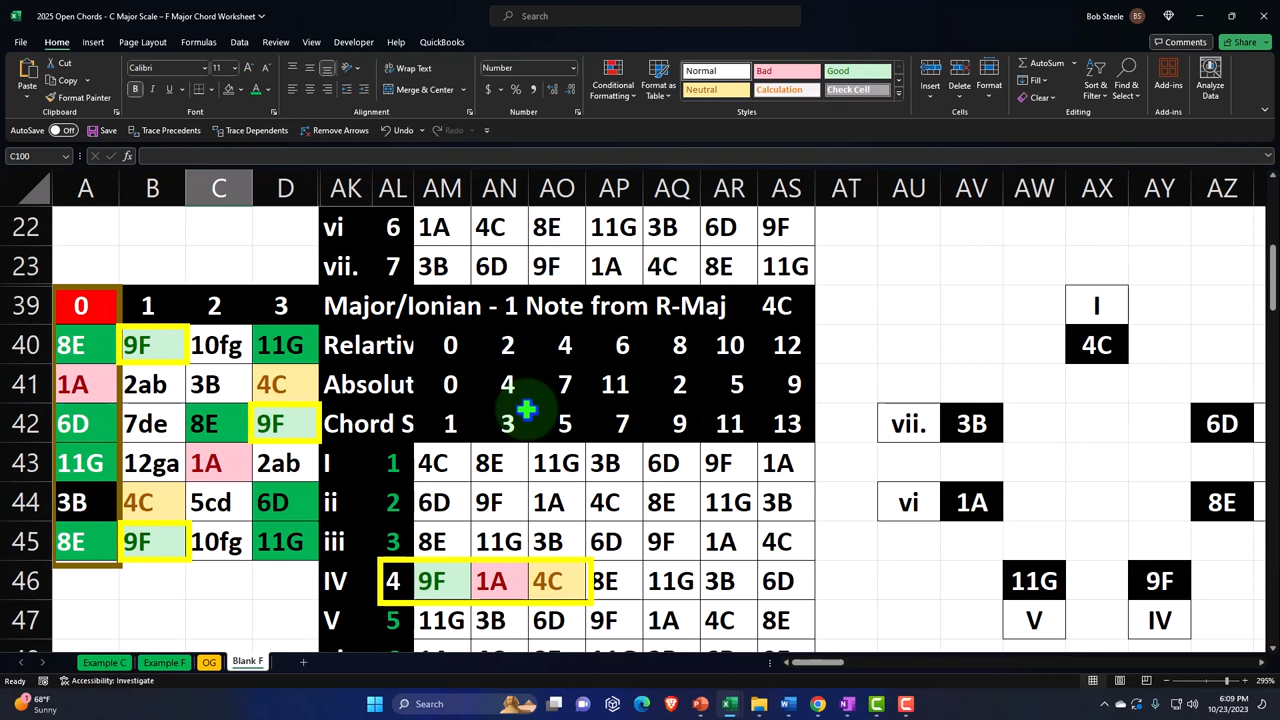 2025 Open Chords - C Major Scale – F Major Chord Worksheet
Search
Bob Steele BS
File Home Insert Page Layout Formulas Data Review View Developer Help QuickBooks Comments Share
Paste Cut Copy Format Painter Clipboard
Calibri 11 B I U A Font
Wrap Text Merge & Center Alignment
Number $ % Number
Conditional Formatting Format as Table Normal Bad Good Neutral Calculation Check Cell Styles
Insert Delete Format Cells
AutoSum Fill Clear Sort & Filter Find & Select Editing
Add-ins Add-ins Analyze Data
AutoSave Off Save Trace Precedents Trace Dependents Remove Arrows Undo Redo
C100 fx
A B C D AK AL AM AN AO AP AQ AR AS AT AU AV AW AX AY AZ
22 vi 6 1A 4C 8E 11G 3B 6D 9F
23 vii. 7 3B 6D 9F 1A 4C 8E 11G
39 0 1 2 3 Major/Ionian - 1 Note from R-Maj 4C I
40 8E 9F 10fg 11G Relartiv 0 2 4 6 8 10 12 4C
41 1A 2ab 3B 4C Absolut 0 4 7 11 2 5 9
42 6D 7de 8E 9F Chord S 1 3 5 7 9 11 13 vii. 3B 6D
43 11G 12ga 1A 2ab I 1 4C 8E 11G 3B 6D 9F 1A
44 3B 4C 5cd 6D ii 2 6D 9F 1A 4C 8E 11G 3B vi 1A 8E
45 8E 9F 10fg 11G iii 3 8E 11G 3B 6D 9F 1A 4C
46 IV 4 9F 1A 4C 8E 11G 3B 6D 11G 9F
47 V 5 11G 3B 6D 9F 1A 4C 8E V IV
Example C Example F OG Blank F
Ready Accessibility: Investigate 295%
68°F Sunny Search 6:09 PM 10/23/2023